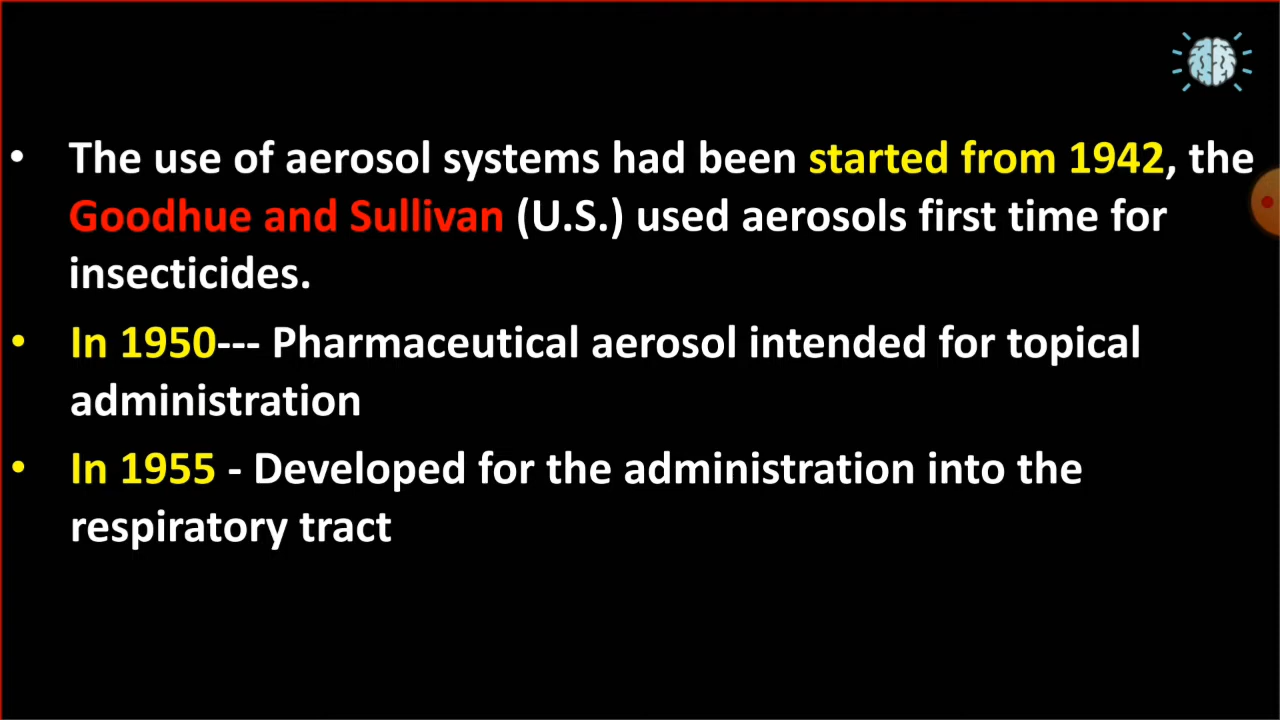 • The use of aerosol systems had been started from 1942, the
Goodhue and Sullivan (U.S.) used aerosols first time for
insecticides.
• In 1950--- Pharmaceutical aerosol intended for topical
administration
• In 1955 - Developed for the administration into the
respiratory tract